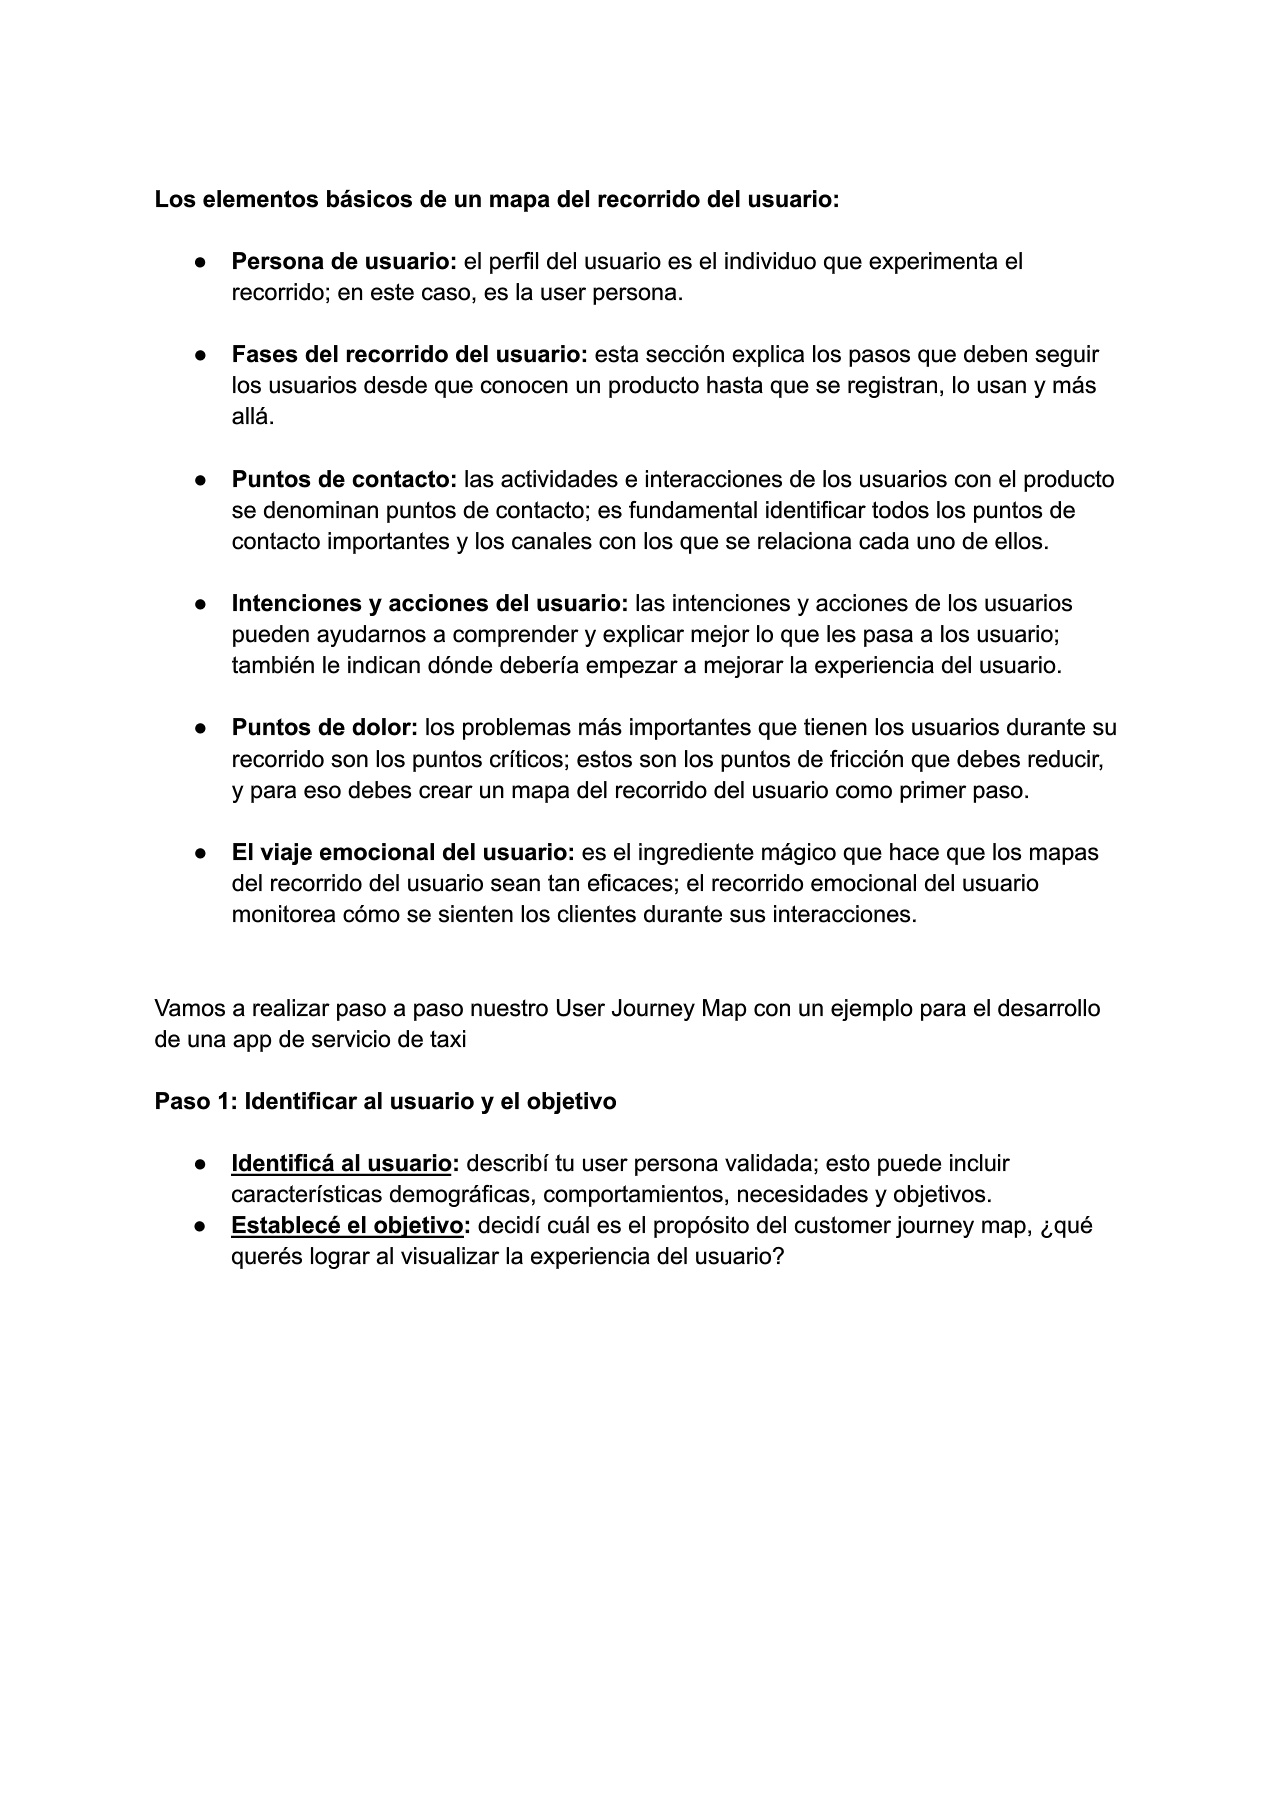 Los elementos básicos de un mapa del recorrido del usuario:
● Persona de usuario: el perfil del usuario es el individuo que experimenta el
recorrido; en este caso, es la user persona.
● Fases del recorrido del usuario: esta sección explica los pasos que deben seguir
los usuarios desde que conocen un producto hasta que se registran, lo usan y más
allá.
● Puntos de contacto: las actividades e interacciones de los usuarios con el producto
se denominan puntos de contacto; es fundamental identificar todos los puntos de
contacto importantes y los canales con los que se relaciona cada uno de ellos.
● Intenciones y acciones del usuario: las intenciones y acciones de los usuarios
pueden ayudarnos a comprender y explicar mejor lo que les pasa a los usuario;
también le indican dónde debería empezar a mejorar la experiencia del usuario.
● Puntos de dolor: los problemas más importantes que tienen los usuarios durante su
recorrido son los puntos críticos; estos son los puntos de fricción que debes reducir,
y para eso debes crear un mapa del recorrido del usuario como primer paso.
● El viaje emocional del usuario: es el ingrediente mágico que hace que los mapas
del recorrido del usuario sean tan eficaces; el recorrido emocional del usuario
monitorea cómo se sienten los clientes durante sus interacciones.
Vamos a realizar paso a paso nuestro User Journey Map con un ejemplo para el desarrollo
de una app de servicio de taxi
Paso 1: Identificar al usuario y el objetivo
● Identificá al usuario: describí tu user persona validada; esto puede incluir
características demográficas, comportamientos, necesidades y objetivos.
● Establecé el objetivo: decidí cuál es el propósito del customer journey map, ¿qué
querés lograr al visualizar la experiencia del usuario?